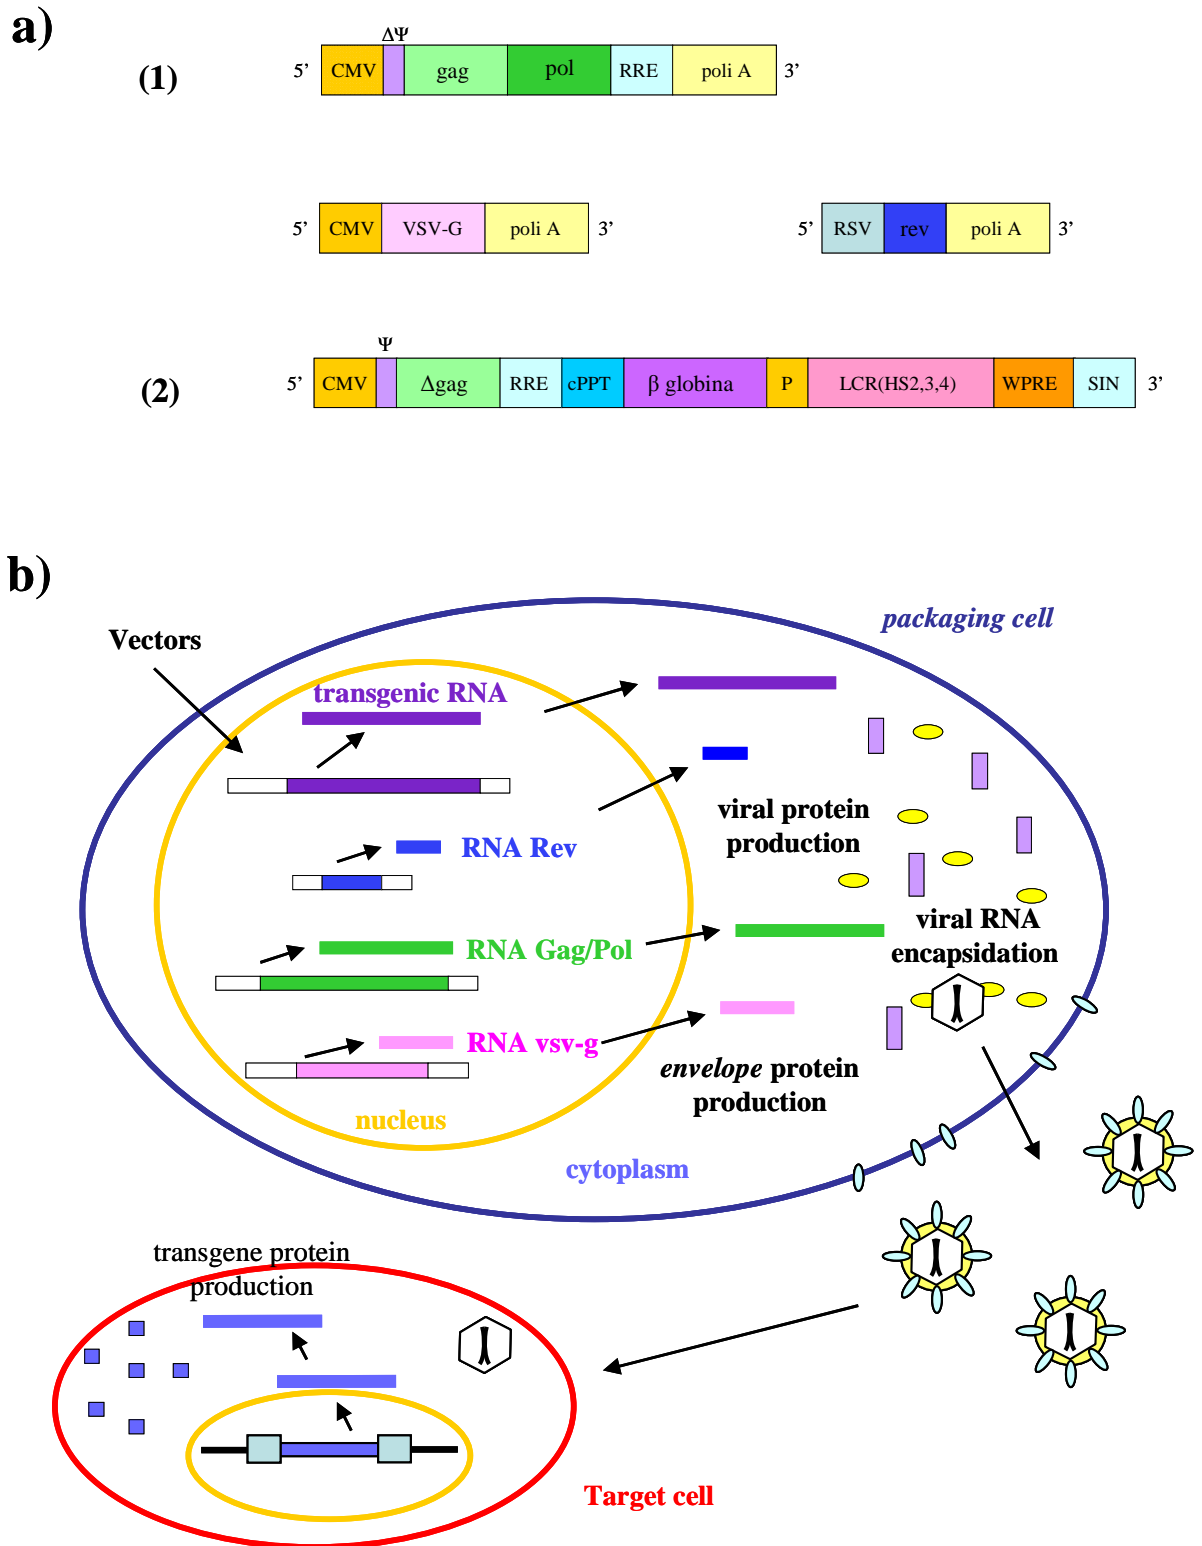 a)
ΔΨ
(1)
5’ CMV gag pol RRE poli A 3’
5’ CMV VSV-G poli A 3’
5’ RSV rev poli A 3’
Ψ
(2)
5’ CMV Δgag RRE cPPT β globina P LCR(HS2,3,4) WPRE SIN 3’
b)
packaging cell
Vectors
transgenic RNA
viral protein
production
RNA Rev
viral RNA
encapsidation
RNA Gag/Pol
RNA vsv-g
envelope protein
production
nucleus
cytoplasm
transgene protein
production
Target cell